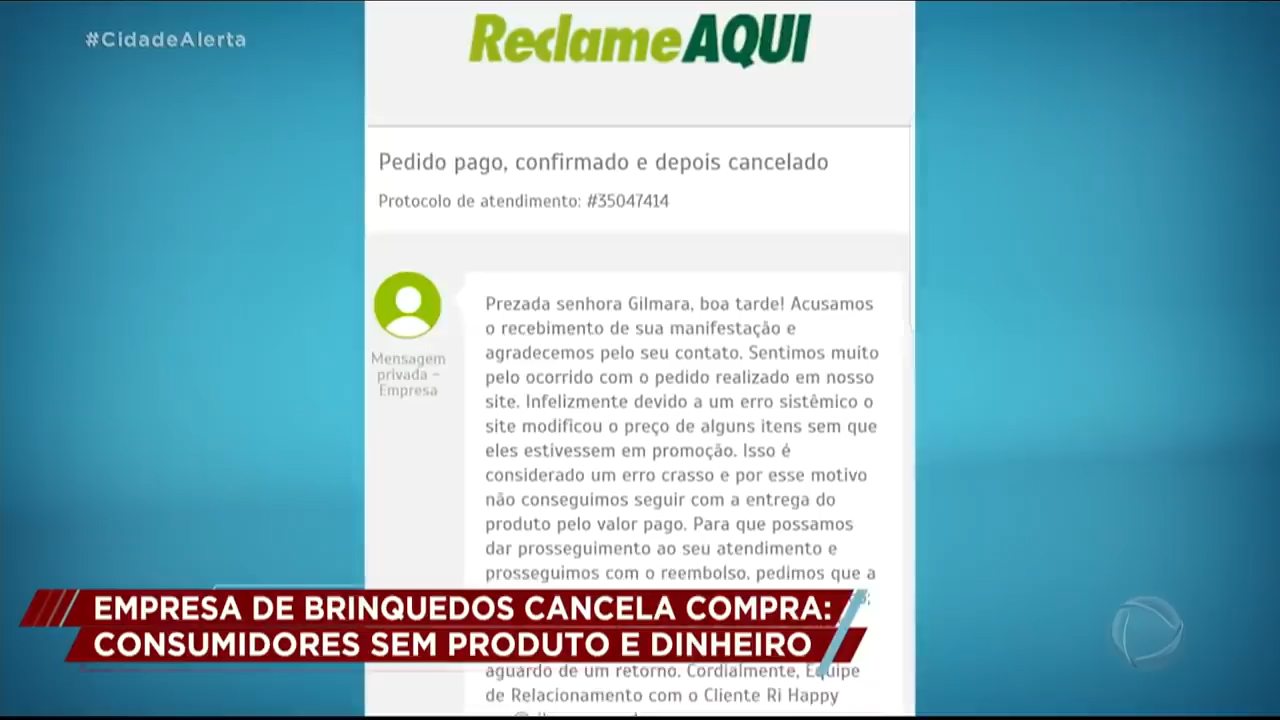 #CidadeAlerta
ReclameAQUI
Pedido pago, confirmado e depois cancelado
Protocolo de atendimento: #35047414
Mensagem
privada -
Empresa
Prezada senhora Gilmara, boa tarde! Acusamos
o recebimento de sua manifestação e
agradecemos pelo seu contato. Sentimos muito
pelo ocorrido com o pedido realizado em nosso
site. Infelizmente devido a um erro sistêmico o
site modificou o preço de alguns itens sem que
eles estivessem em promoção. Isso é
considerado um erro crasso e por esse motivo
não conseguimos seguir com a entrega do
produto pelo valor pago. Para que possamos
dar prosseguimento ao seu atendimento e
prosseguimos com o reembolso, pedimos que a
EMPRESA DE BRINQUEDOS CANCELA COMPRA:
CONSUMIDORES SEM PRODUTO E DINHEIRO
aguardo de um retorno. Cordialmente, Equipe
de Relacionamento com o Cliente Ri Happy